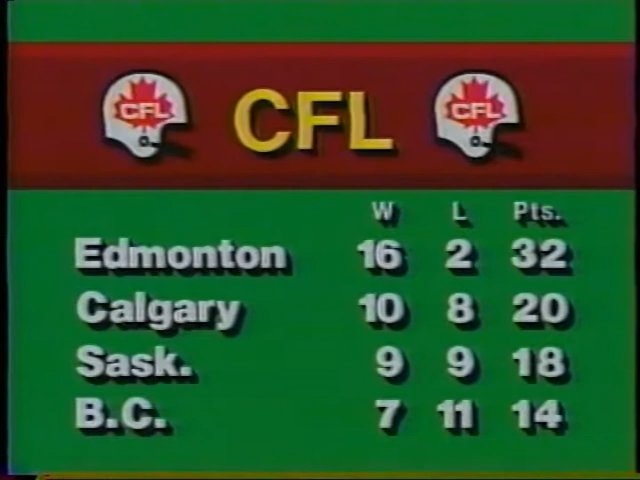 CFL CFL CFL
W L Pts.
Edmonton 16 2 32
Calgary 10 8 20
Sask. 9 9 18
B.C. 7 11 14